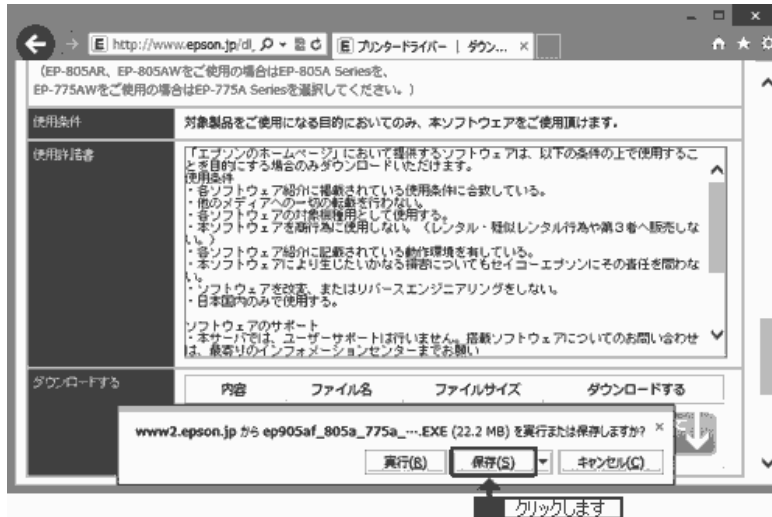 http://www.epson.jp/dl
プリンタードライバー | ダウン...
(EP-805AR、EP-805AWをご使用の場合はEP-805A Seriesを、
EP-775AWをご使用の場合はEP-775A Seriesを選択してください。)
使用条件
対象製品をご使用になる目的においてのみ、本ソフトウェアをご使用頂けます。
使用許諾書
「エプソンのホームページ」において提供するソフトウェアは、以下の条件の上で使用するこ
とを目的にする場合のみダウンロードいただけます。
使用条件
・各ソフトウェア紹介に掲載されている使用条件に合致している。
・他のメディアへの一切の転載を行わない。
・各ソフトウェアの対象機種用として使用する。
・本ソフトウェアを商行為に使用しない。(レンタル・疑似レンタル行為や第3者へ販売しな
い。)
・各ソフトウェア紹介に記載されている動作環境を有している。
・本ソフトウェアにより生じたいかなる損害についてもセイコーエプソンにその責任を問わな
い。
・ソフトウェアを改変、またはリバースエンジニアリングをしない。
・日本国内のみで使用する。
ソフトウェアのサポート
・本サーバでは、ユーザーサポートは行いません。搭載ソフトウェアについてのお問い合わせ
は、最寄りのインフォメーションセンターまでお願い
ダウンロードする
内容 ファイル名 ファイルサイズ ダウンロードする
www2.epson.jp から ep905af_805a_775a_….EXE (22.2 MB) を実行または保存しますか?
実行(R) 保存(S) キャンセル(C)
クリックします